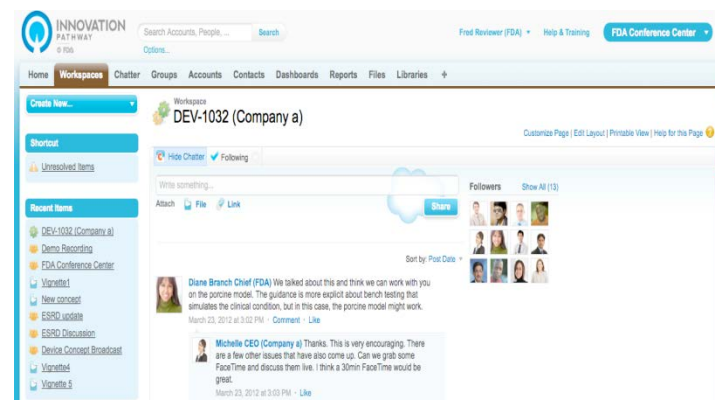 INNOVATION
PATHWAY
@ FDA
Search Accounts, People, ...
Search
Options...
Fred Reviewer (FDA)
Help & Training
FDA Conference Center
Home Workspaces Chatter Groups Accounts Contacts Dashboards Reports Files Libraries +
Create New...
Shortcut
Unresolved Items
Recent Items
DEV-1032 (Company a)
Demo Recording
FDA Conference Center
Vignette1
New concept
ESRD update
ESRD Discussion
Device Concept Broadcast
Vignette4
Vignette 5
Workspace
DEV-1032 (Company a)
Customize Page | Edit Layout | Printable View | Help for this Page
Hide Chatter Following
Write something...
Attach File Link
Share
Sort by: Post Date
Diane Branch Chief (FDA) We talked about this and think we can work with you
on the porcine model. The guidance is more explicit about bench testing that
simulates the clinical condition, but in this case, the porcine model might work.
March 23, 2012 at 3:02 PM · Comment · Like
Michelle CEO (Company a) Thanks. This is very encouraging. There
are a few other issues that have also come up. Can we grab some
FaceTime and discuss them live. I think a 30min FaceTime would be
great.
March 23, 2012 at 3:03 PM · Like
Followers Show All (13)